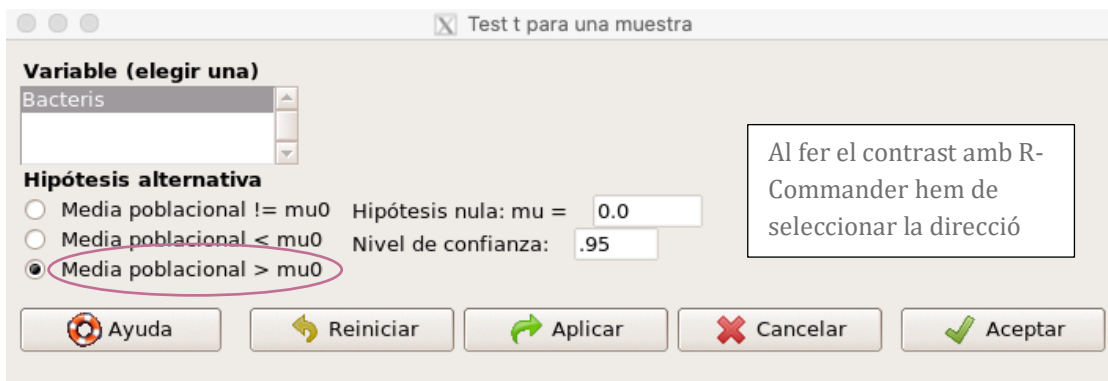 Test t para una muestra
Variable (elegir una)
Bacteris
Hipótesis alternativa
Media poblacional != mu0
Media poblacional < mu0
Media poblacional > mu0
Hipótesis nula: mu = 0.0
Nivel de confianza: .95
Al fer el contrast amb R-
Commander hem de
seleccionar la direcció
Ayuda
Reiniciar
Aplicar
Cancelar
Aceptar